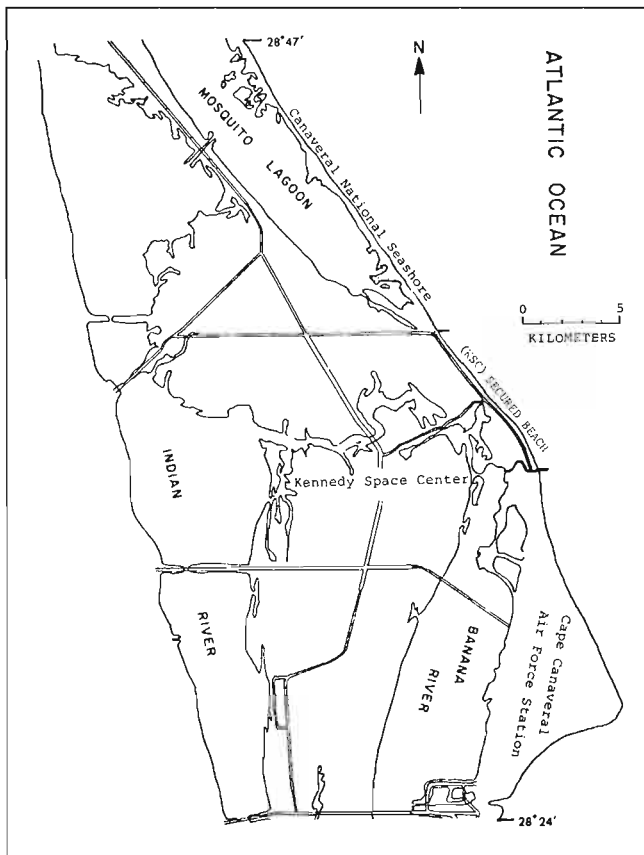 28°47'
N
ATLANTIC OCEAN
MOSQUITO
LAGOON
Canaveral National Seashore
0 5
KILOMETERS
(KSC) SECURED BEACH
INDIAN
RIVER
Kennedy Space Center
BANANA
RIVER
Cape Canaveral
Air Force Station
28°24'